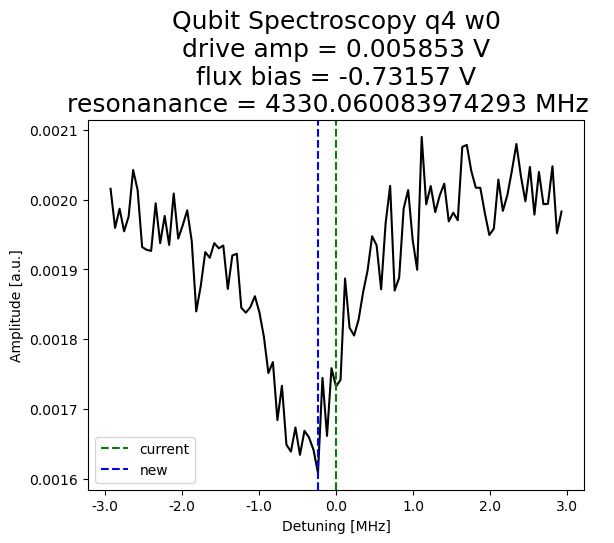 Qubit Spectroscopy q4 w0
drive amp = 0.005853 V
flux bias = -0.73157 V
resonanance = 4330.060083974293 MHz
0.0021
0.0020
0.0019
0.0018
0.0017
0.0016
Amplitude [a.u.]
current
new
-3.0 -2.0 -1.0 0.0 1.0 2.0 3.0
Detuning [MHz]